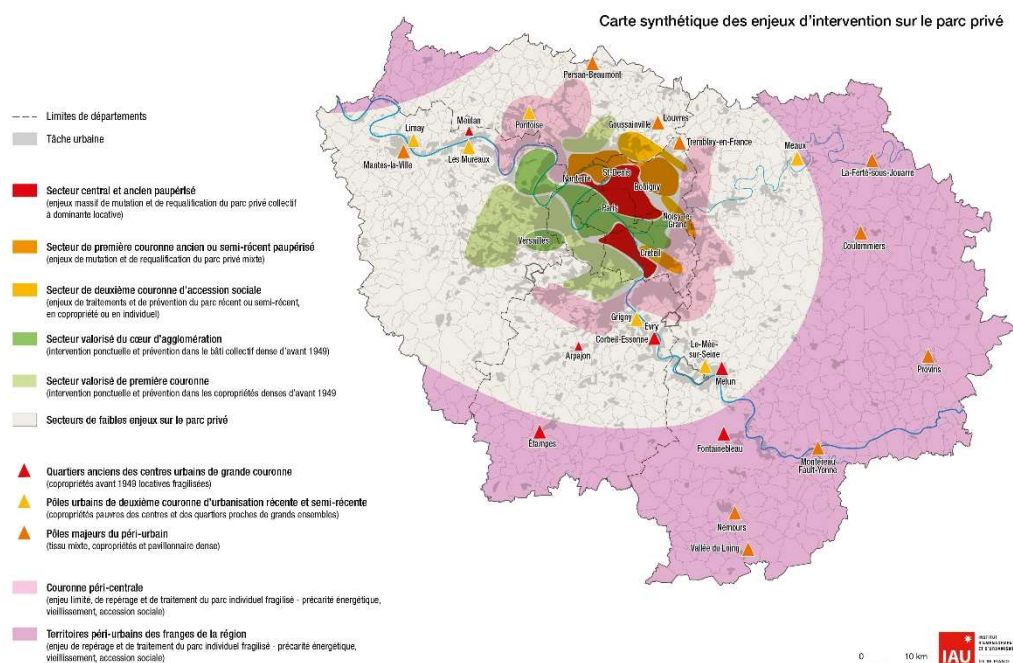 Carte synthétique des enjeux d'intervention sur le parc privé
Limites de départements
Tâche urbaine
Secteur central et ancien paupérisé
(enjeux massif de mutation et de requalification du parc privé collectif
à dominante locative)
Secteur de première couronne ancien ou semi-récent paupérisé
(enjeux de mutation et de requalification du parc privé mixte)
Secteur de deuxième couronne d'accession sociale
(enjeux de traitements et de prévention du parc récent ou semi-récent,
en copropriété ou en individuel)
Secteur valorisé du cœur d'agglomération
(intervention ponctuelle et prévention dans le bâti collectif dense d'avant 1949)
Secteur valorisé de première couronne
(intervention ponctuelle et prévention dans les copropriétés denses d'avant 1949
Secteurs de faibles enjeux sur le parc privé
Quartiers anciens des centres urbains de grande couronne
(copropriétés avant 1949 locatives fragilisées)
Pôles urbains de deuxième couronne d'urbanisation récente et semi-récente
(copropriétés pauvres des centres et des quartiers proches de grands ensembles)
Pôles majeurs du péri-urbain
(tissu mixte, copropriétés et pavillonnaire dense)
Couronne péri-centrale
(enjeu limité, de repérage et de traitement du parc individuel fragilisé - précarité énergétique,
vieillissement, accession sociale)
Territoires péri-urbains des franges de la région
(enjeu de repérage et de traitement du parc individuel fragilisé - précarité énergétique,
vieillissement, accession sociale)
Persan-Beaumont
Limay
Meulan
Pontoise
Goussainville
Louvres
Tremblay-en-France
Mantes-la-Ville
Les Mureaux
Meaux
La-Ferté-sous-Jouarre
Nanterre
St-Denis
Bobigny
Paris
Noisy-le-
Grand
Coulommiers
Versailles
Créteil
Grigny
Evry
Corbeil-Essonne
Arpajon
Le-Mée-
sur-Seine
Melun
Provins
Étampes
Fontainebleau
Montereau
Fault-Yonne
Nemours
Vallée du Loing
0 10 km
IAU
INSTITUT
D'AMÉNAGEMENT
ET D'URBANISME
ÎLE-DE-FRANCE